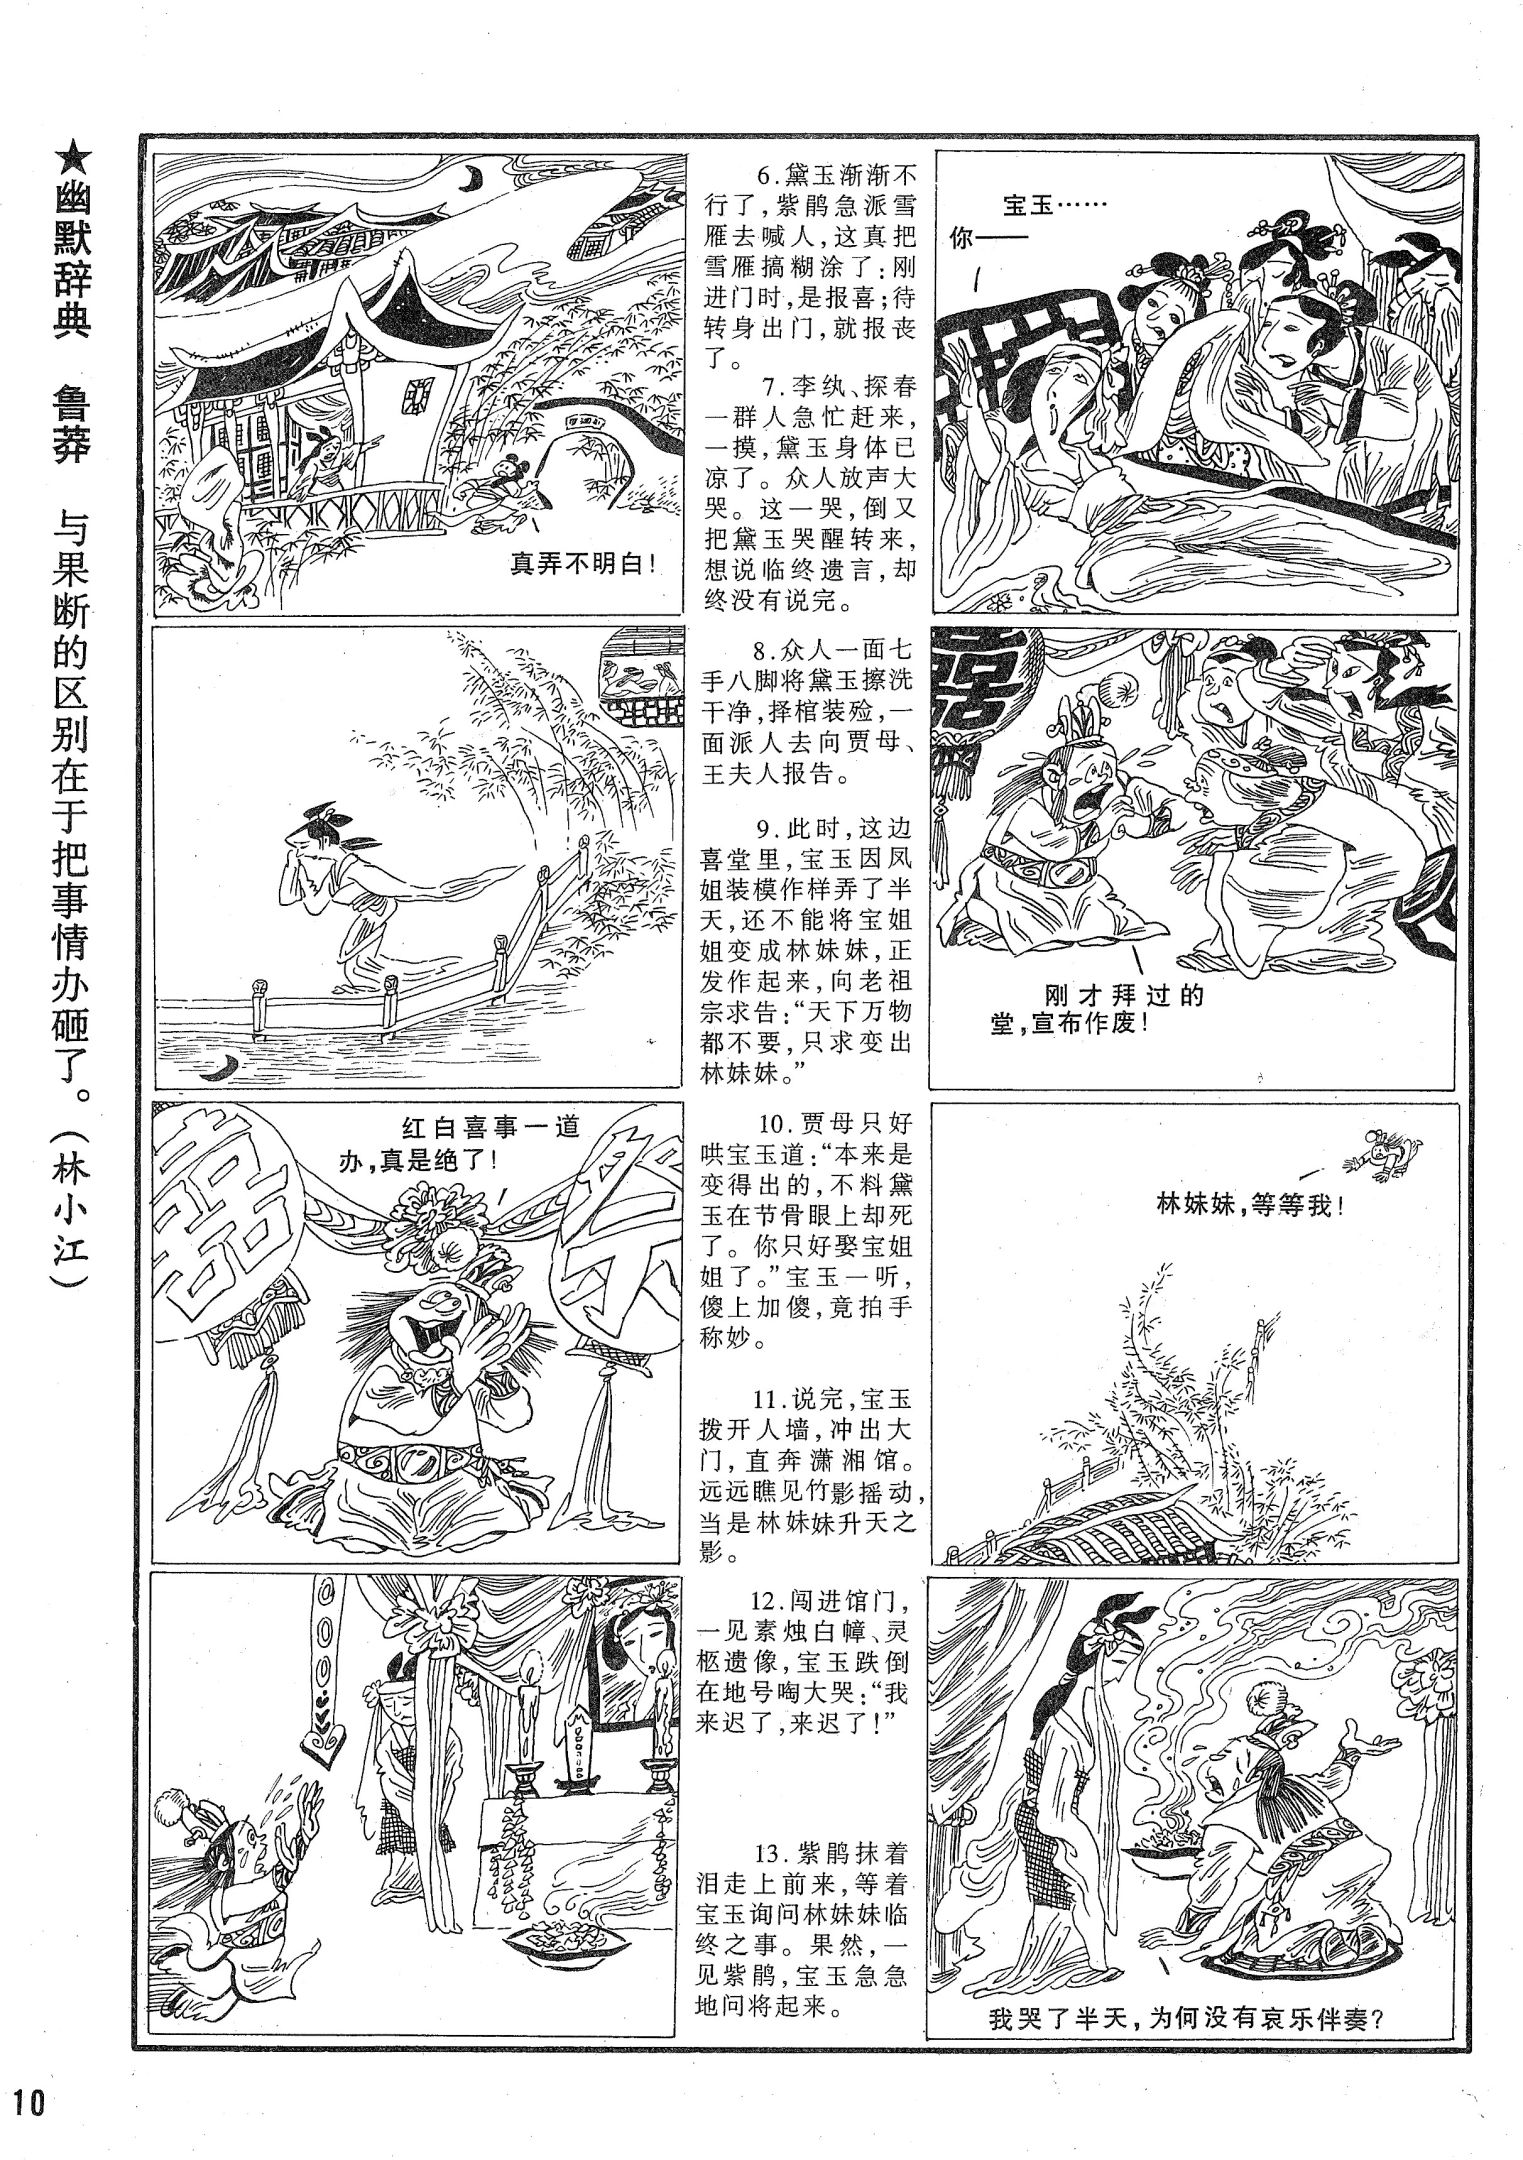 ★幽默辞典　鲁莽　与果断的区别在于把事情办砸了。（林小江）
真弄不明白！
6.黛玉渐渐不
行了，紫鹃急派雪
雁去喊人，这真把
雪雁搞糊涂了：刚
进门时，是报喜；待
转身出门，就报丧
了。
7.李纨、探春
一群人急忙赶来，
一摸，黛玉身体已
凉了。众人放声大
哭。这一哭，倒又
把黛玉哭醒转来，
想说临终遗言，却
终没有说完。
宝玉……
你——
8.众人一面七
手八脚将黛玉擦洗
干净，择棺装殓，一
面派人去向贾母、
王夫人报告。
9.此时，这边
喜堂里，宝玉因凤
姐装模作样弄了半
天，还不能将宝姐
姐变成林妹妹，正
发作起来，向老祖
宗求告：“天下万物
都不要，只求变出
林妹妹。”
囍
刚才拜过的
堂，宣布作废！
红白喜事一道
办，真是绝了！
囍
祭
10.贾母只好
哄宝玉道：“本来是
变得出的，不料黛
玉在节骨眼上却死
了。你只好娶宝姐
姐了。”宝玉一听，
傻上加傻，竟拍手
称妙。
11.说完，宝玉
拨开人墙，冲出大
门，直奔潇湘馆。
远远瞧见竹影摇动，
当是林妹妹升天之
影。
林妹妹，等等我！
12.闯进馆门，
一见素烛白幛、灵
柩遗像，宝玉跌倒
在地号啕大哭：“我
来迟了，来迟了！”
13.紫鹃抹着
泪走上前来，等着
宝玉询问林妹妹临
终之事。果然，一
见紫鹃，宝玉急急
地问将起来。
我哭了半天，为何没有哀乐伴奏？
10